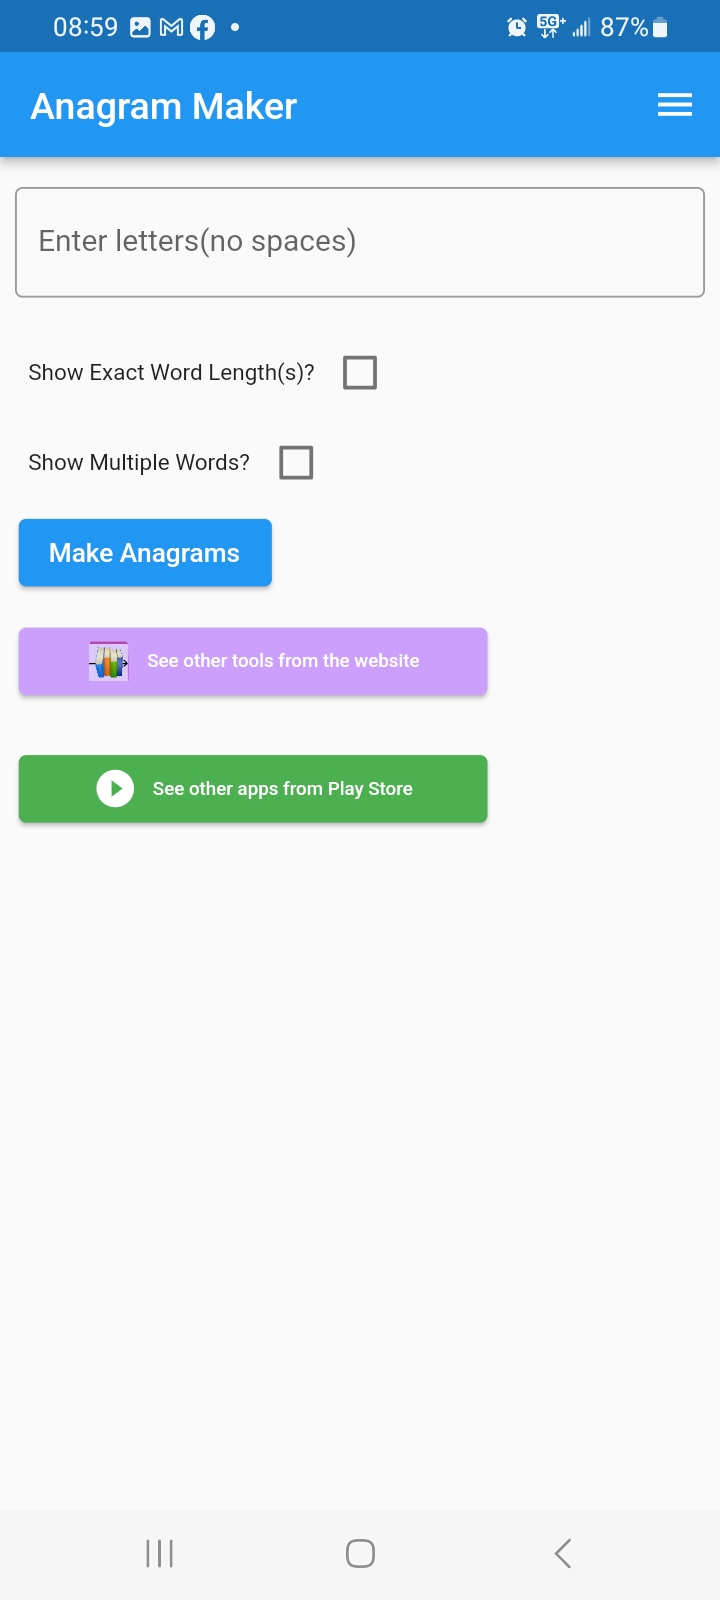 08:59 5G+ 87%
Anagram Maker
Enter letters(no spaces)
Show Exact Word Length(s)?
Show Multiple Words?
Make Anagrams
See other tools from the website
See other apps from Play Store